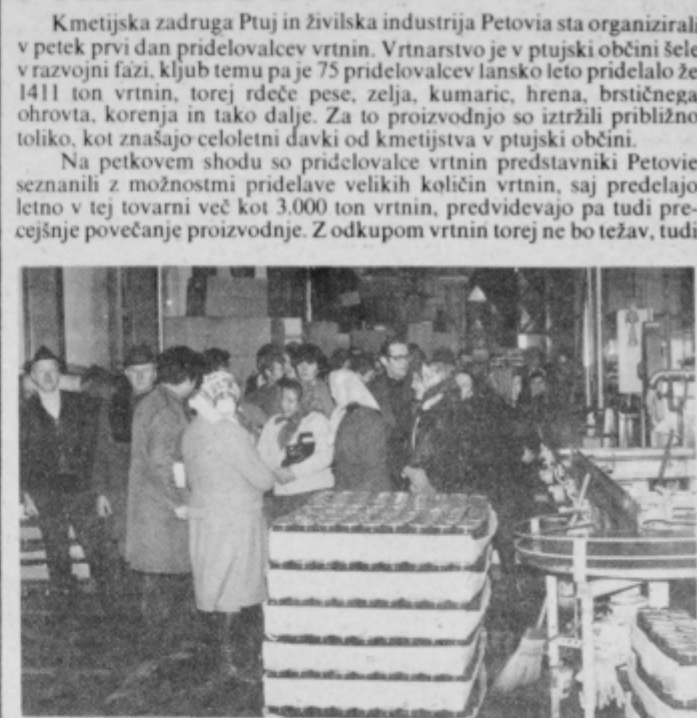 Kmetijska zadruga Ptuj in živilska industrija Petovia sta organizirali
v petek prvi dan pridelovalcev vrtnin. Vrtnarstvo je v ptujski občini šele
v razvojni fazi, kljub temu pa je 75 pridelovalcev lansko leto pridelalo že
1411 ton vrtnin, torej rdeče pese, zelja, kumaric, hrena, brstičnega
ohrovta, korenja in tako dalje. Za to proizvodnjo so iztržili približno
toliko, kot znašajo celoletni davki od kmetijstva v ptujski občini.
Na petkovem shodu so pridelovalce vrtnin predstavniki Petovie
seznanili z možnostmi pridelave velikih količin vrtnin, saj predelajo
letno v tej tovarni več kot 3.000 ton vrtnin, predvidevajo pa tudi pre-
cejšnje povečanje proizvodnje. Z odkupom vrtnin torej ne bo težav, tudi